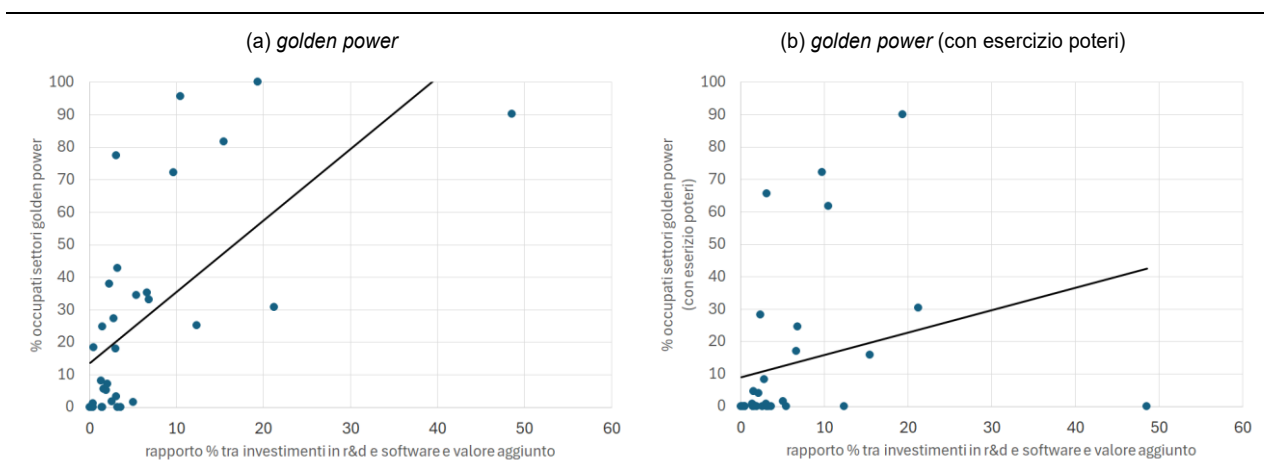 (a) golden power
100
90
80
70
60
50
40
30
20
10
0
% occupati settori golden power
0 10 20 30 40 50 60
rapporto % tra investimenti in r&d e software e valore aggiunto
(b) golden power (con esercizio poteri)
100
90
80
70
60
50
40
30
20
10
0
% occupati settori golden power
(con eserizio poteri)
0 10 20 30 40 50 60
rapporto % tra investimenti in r&d e software e valore aggiunto